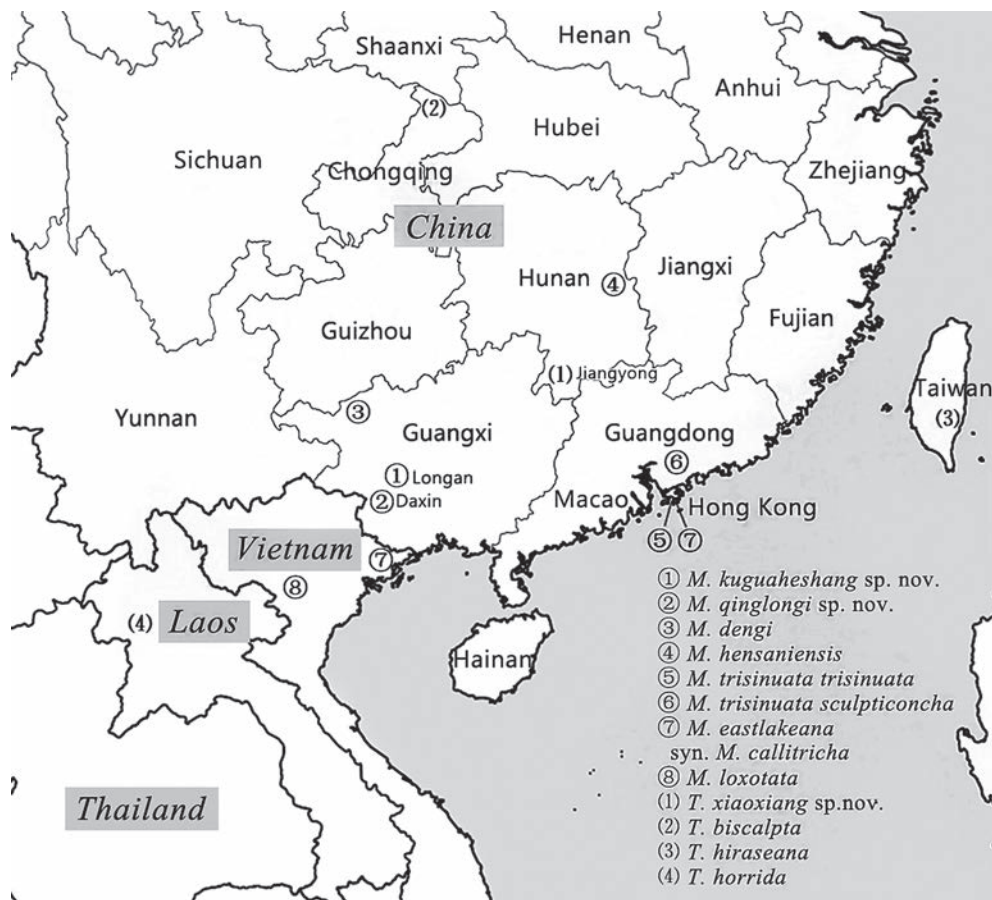 Shaanxi
Henan
Anhui
(2)
Hubei
Sichuan
Chongqing
Zhejiang
China
Hunan
④
Jiangxi
Guizhou
Fujian
(1) Jiangyong
Taiwan
(3)
③
Yunnan
Guangxi
Guangdong
⑥
① Longan
② Daxin
Macao
Hong Kong
⑤ ⑦
Vietnam
⑦
⑧
(4) Laos
Hainan
Thailand
① M. kuguaheshang sp. nov.
② M. qinglongi sp. nov.
③ M. dengi
④ M. hensaniensis
⑤ M. trisinuata trisinuata
⑥ M. trisinuata sculpticoncha
⑦ M. eastlakeana
syn. M. callitricha
⑧ M. loxotata
(1) T. xiaoxiang sp.nov.
(2) T. biscalpta
(3) T. hiraseana
(4) T. horrida